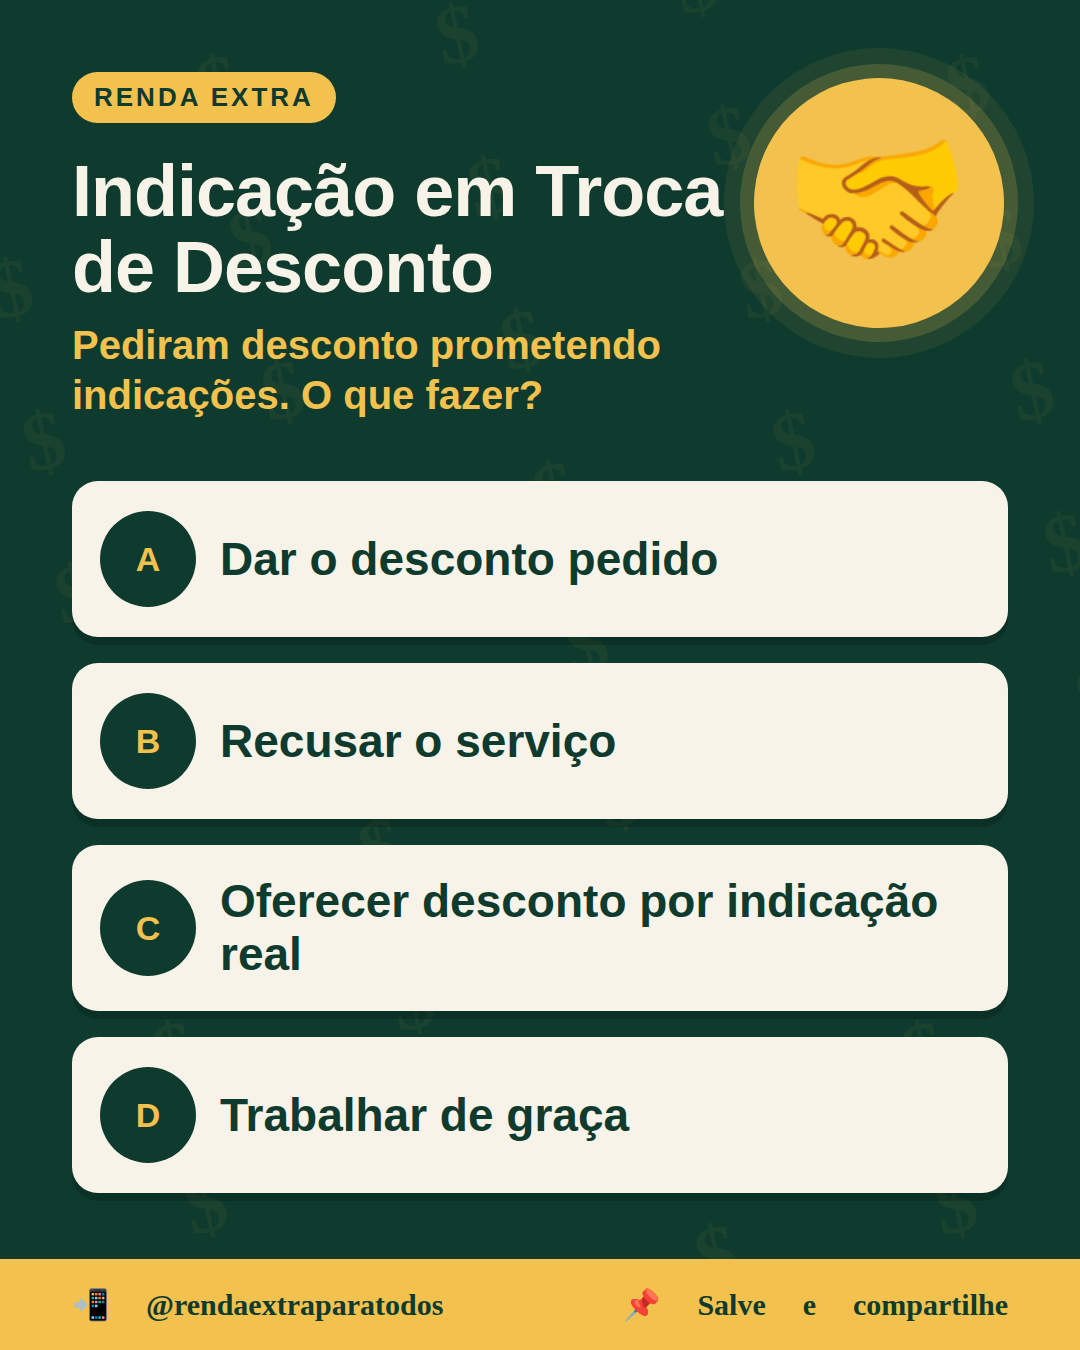 RENDA EXTRA
Indicação em Troca
de Desconto
Pediram desconto prometendo
indicações. O que fazer?
A Dar o desconto pedido
B Recusar o serviço
C Oferecer desconto por indicação
real
D Trabalhar de graça
@rendaextraparatodos Salve e compartilhe